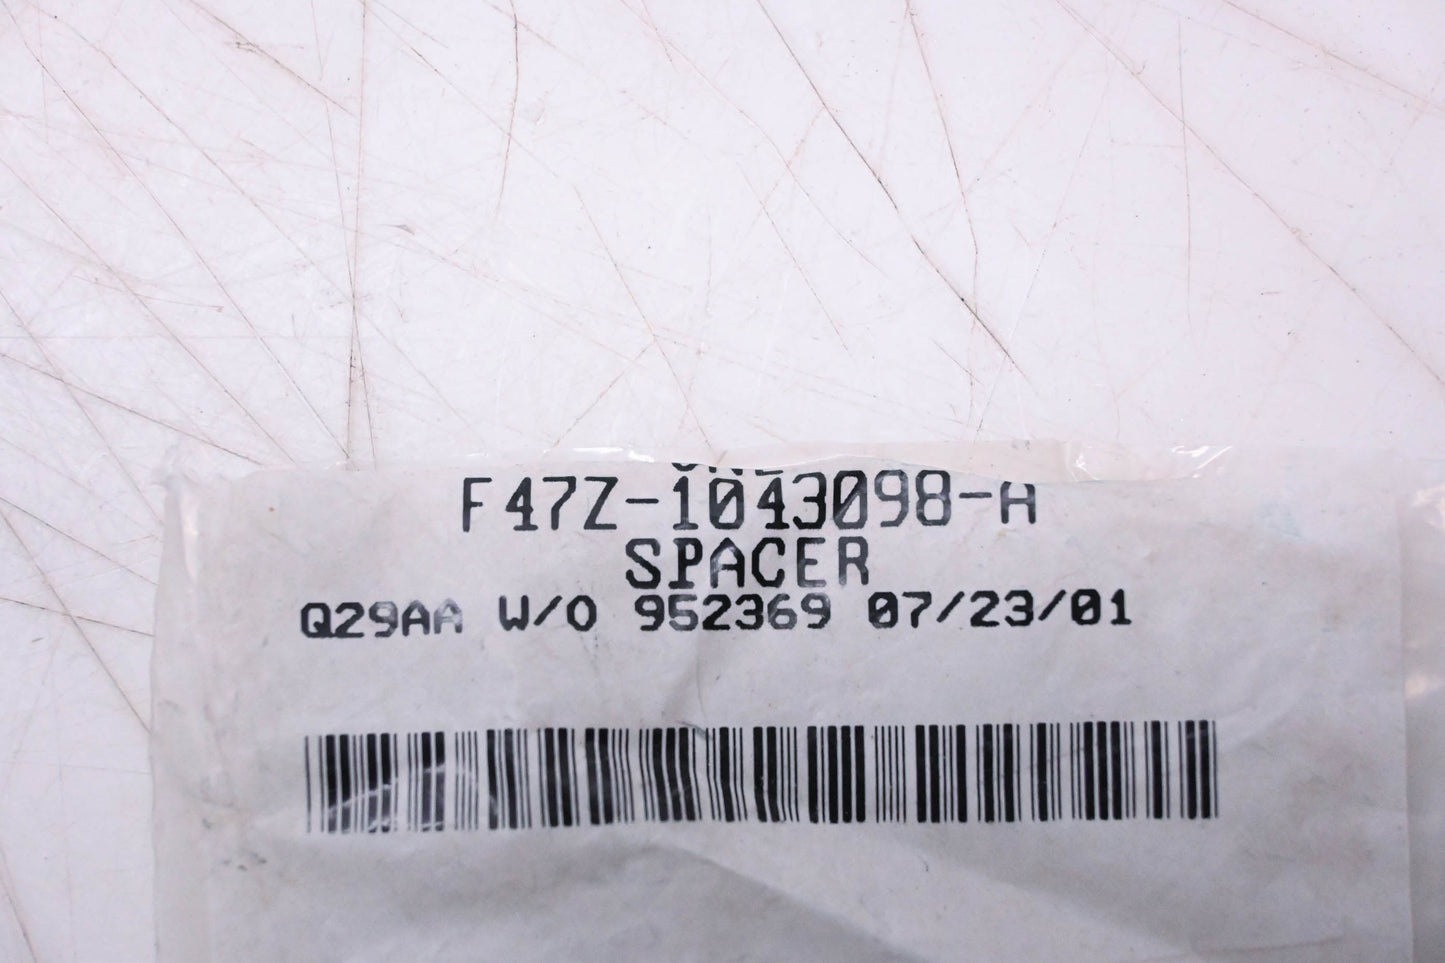 F47Z-1043098-A
SPACER
Q29AA W/O 952369 07/23/01